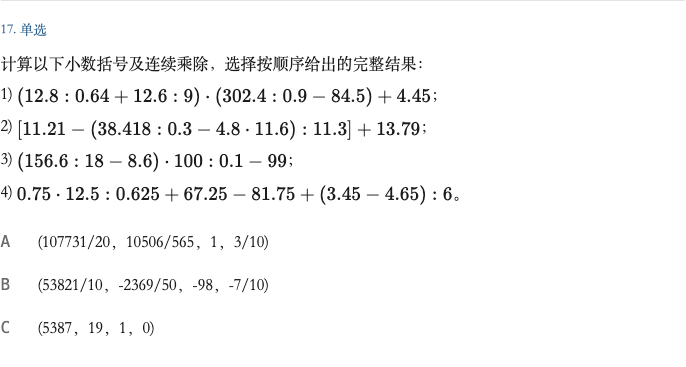 17. 单选
计算以下小数括号及连续乘除，选择按顺序给出的完整结果：
1) (12.8 : 0.64 + 12.6 : 9) · (302.4 : 0.9 − 84.5) + 4.45；
2) [11.21 − (38.418 : 0.3 − 4.8 · 11.6) : 11.3] + 13.79；
3) (156.6 : 18 − 8.6) · 100 : 0.1 − 99；
4) 0.75 · 12.5 : 0.625 + 67.25 − 81.75 + (3.45 − 4.65) : 6。
A (107731/20，10506/565，1，3/10)
B (53821/10，-2369/50，-98，-7/10)
C (5387，19，1，0)